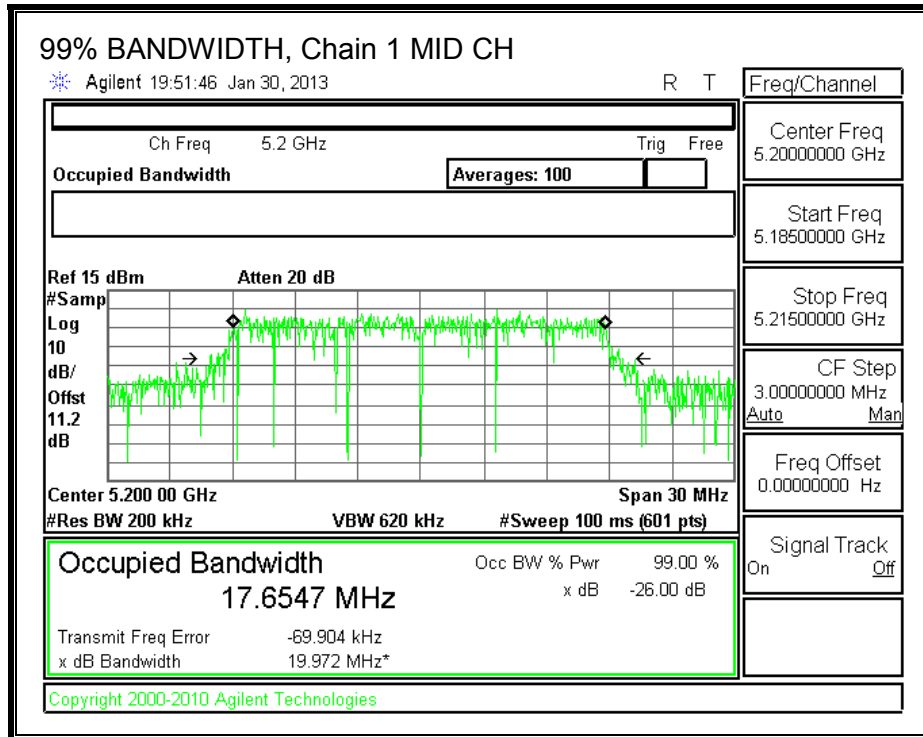 99% BANDWIDTH, Chain 1 MID CH
Agilent 19:51:46 Jan 30, 2013 R T
Freq/Channel
Ch Freq 5.2 GHz Trig Free
Occupied Bandwidth Averages: 100
Center Freq
5.20000000 GHz
Start Freq
5.18500000 GHz
Stop Freq
5.21500000 GHz
CF Step
3.00000000 MHz
Auto Man
Freq Offset
0.00000000 Hz
Signal Track
On Off
Ref 15 dBm Atten 20 dB
#Samp
Log
10
dB/
Offst
11.2
dB
Center 5.200 00 GHz Span 30 MHz
#Res BW 200 kHz VBW 620 kHz #Sweep 100 ms (601 pts)
Occupied Bandwidth Occ BW % Pwr 99.00 %
17.6547 MHz x dB -26.00 dB
Transmit Freq Error -69.904 kHz
x dB Bandwidth 19.972 MHz*
Copyright 2000-2010 Agilent Technologies